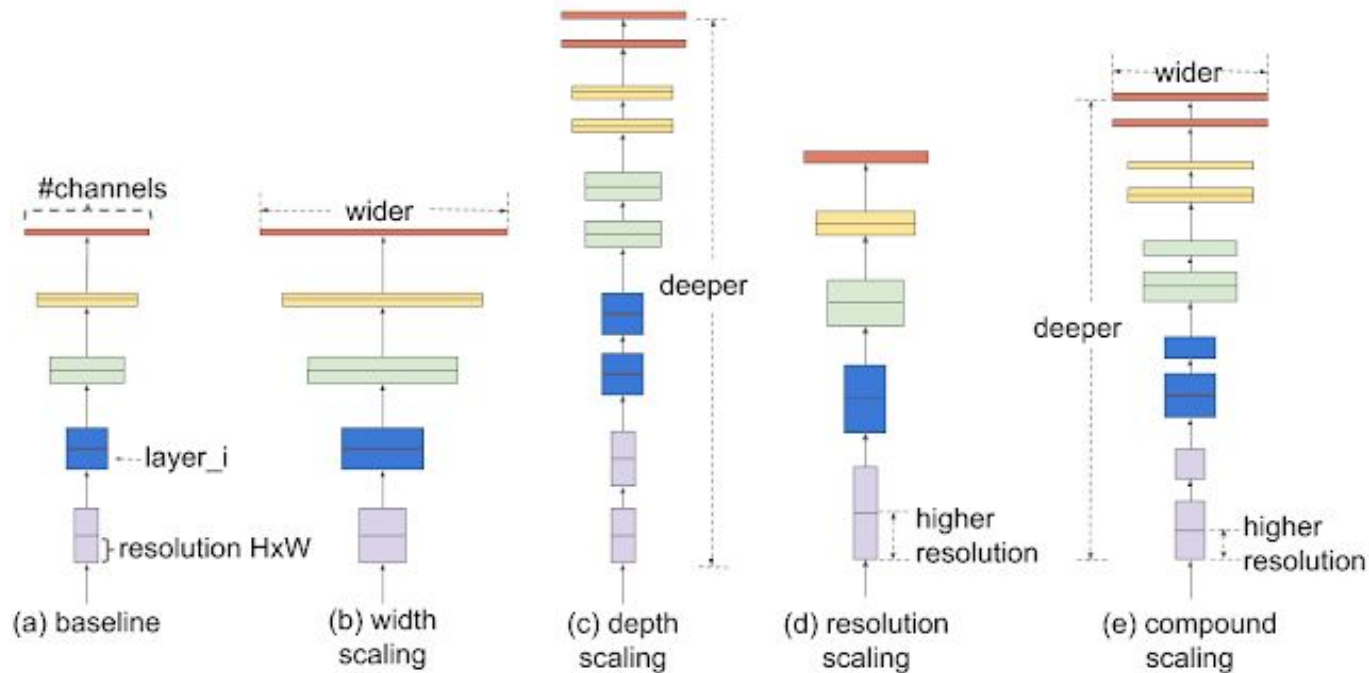 #channels
layer_i
resolution HxW
(a) baseline
wider
(b) width
scaling
deeper
(c) depth
scaling
higher
resolution
(d) resolution
scaling
wider
deeper
higher
resolution
(e) compound
scaling